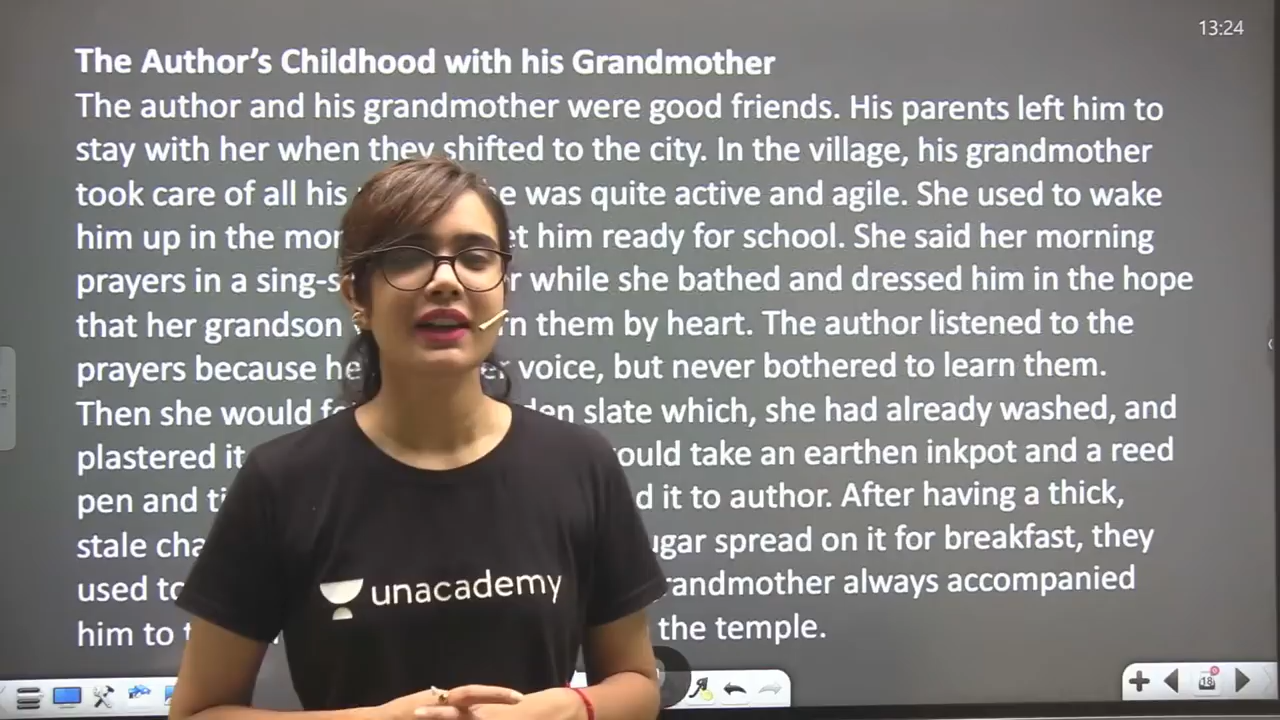 13:24
The Author's Childhood with his Grandmother
The author and his grandmother were good friends. His parents left him to
stay with her when they shifted to the city. In the village, his grandmother
took care of all his he was quite active and agile. She used to wake
him up in the mor et him ready for school. She said her morning
prayers in a sing-s r while she bathed and dressed him in the hope
that her grandson rn them by heart. The author listened to the
prayers because he er voice, but never bothered to learn them.
Then she would fe den slate which, she had already washed, and
plastered it ould take an earthen inkpot and a reed
pen and ti d it to author. After having a thick,
stale cha ugar spread on it for breakfast, they
used to randmother always accompanied
him to t the temple.
unacademy
18